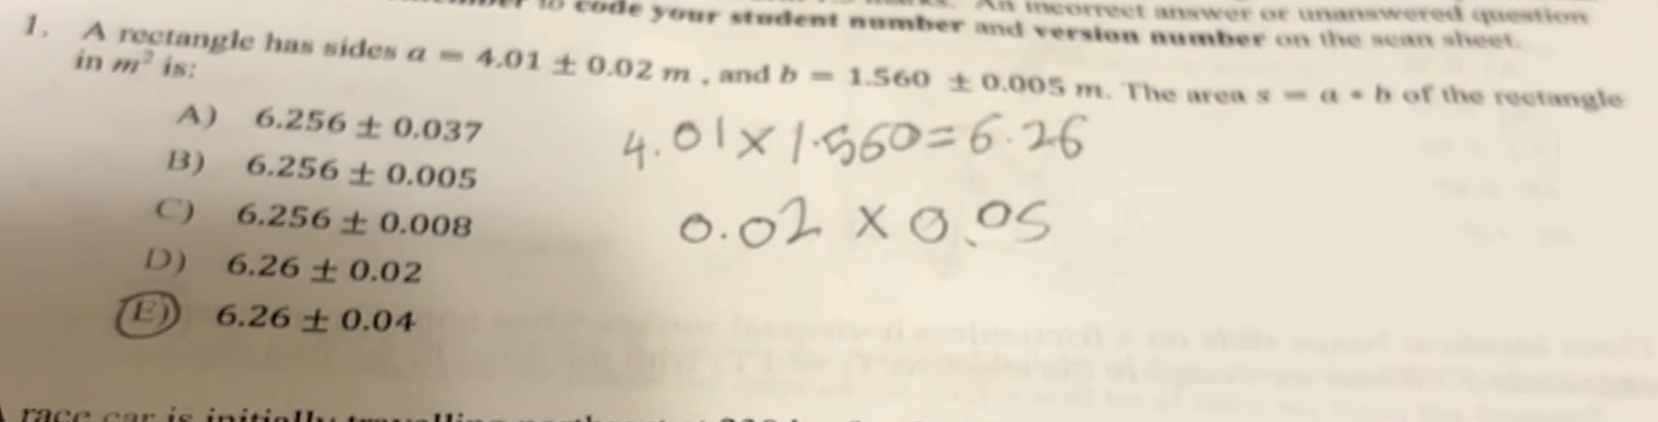 to code your student number and version number on the scan sheet.
An incorrect answer or unanswered question
1. A rectangle has sides a = 4.01 ± 0.02 m , and b = 1.560 ± 0.005 m. The area s = a • b of the rectangle
in m² is:
A) 6.256 ± 0.037
B) 6.256 ± 0.005
C) 6.256 ± 0.008
D) 6.26 ± 0.02
E) 6.26 ± 0.04
4.01 x 1.560 = 6.26
0.02 x 0.05
race car is initially